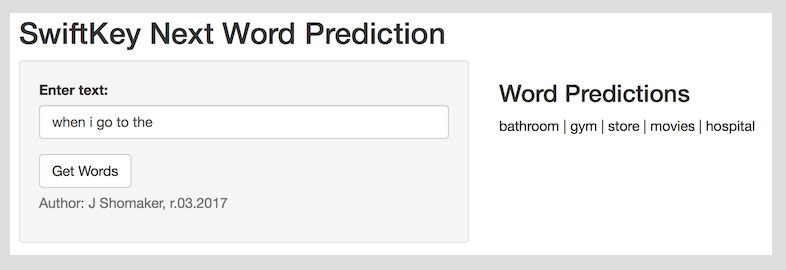 SwiftKey Next Word Prediction
Enter text:
when i go to the
Get Words
Author: J Shomaker, r.03.2017
Word Predictions
bathroom | gym | store | movies | hospital